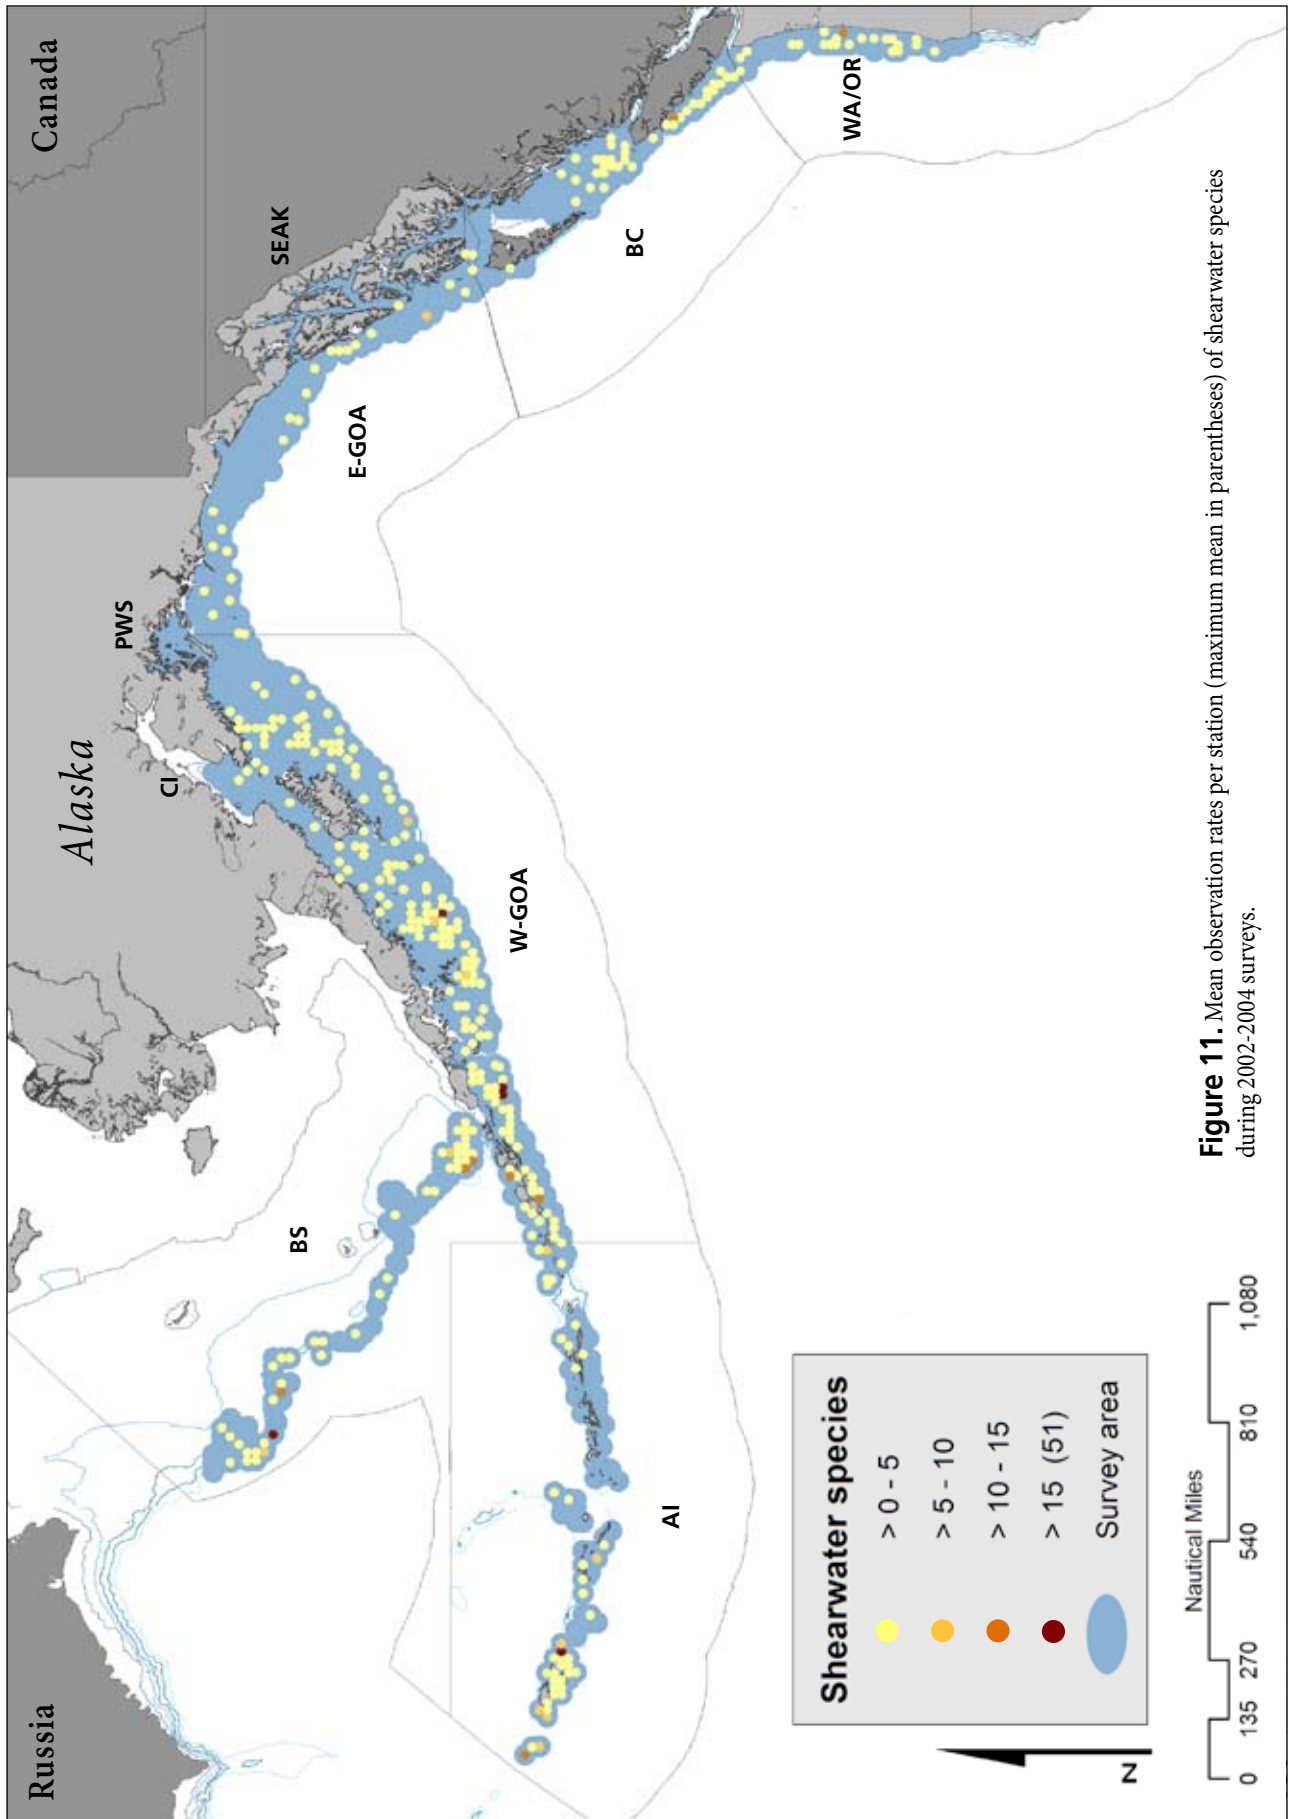 Russia
Alaska
Canada
BS
CI
PWS
SEAK
AI
W-GOA
E-GOA
BC
WA/OR
Shearwater species
> 0 - 5
> 5 - 10
> 10 - 15
> 15 (51)
Survey area
N
Nautical Miles
0 135 270 540 810 1,080
Figure 11. Mean observation rates per station (maximum mean in parentheses) of shearwater species
during 2002-2004 surveys.